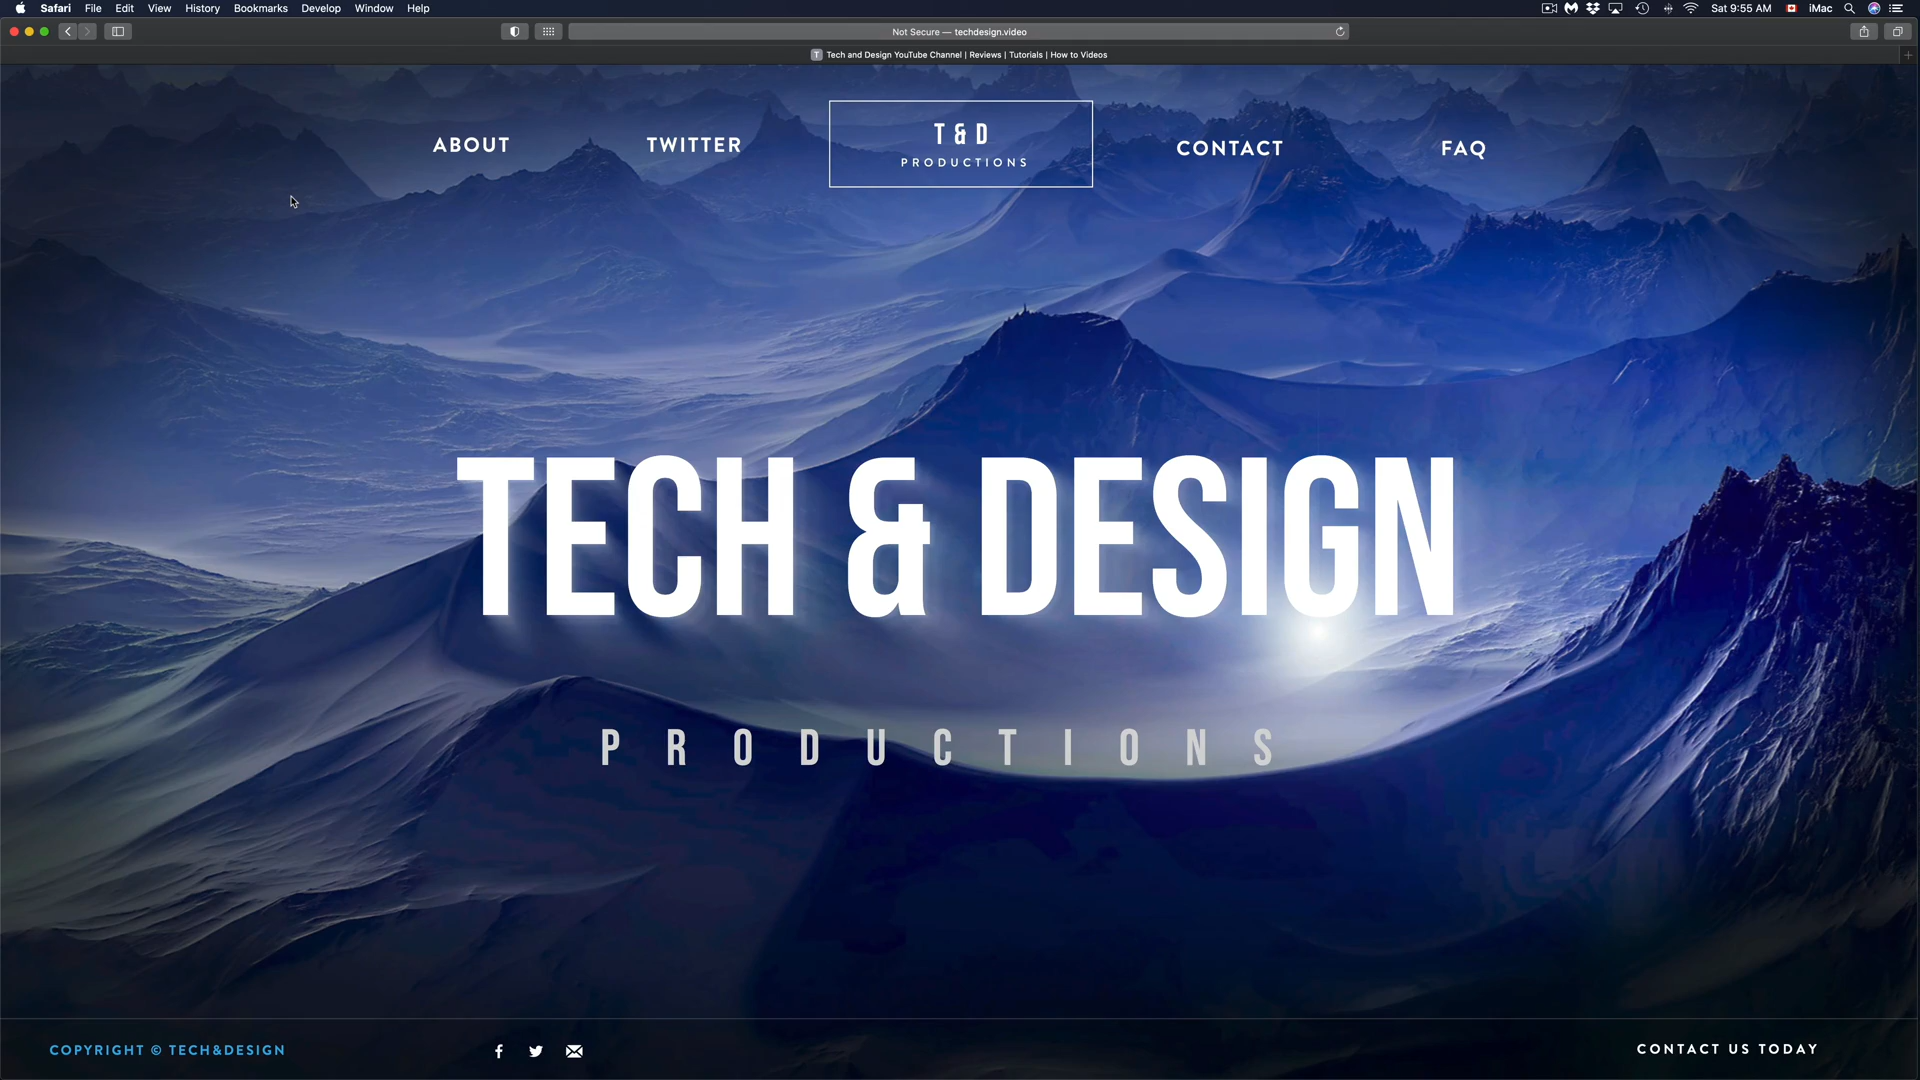 Safari File Edit View History Bookmarks Develop Window Help Sat 9:55 AM iMac
Not Secure — techdesign.video
T Tech and Design YouTube Channel | Reviews | Tutorials | How to Videos
ABOUT TWITTER T & D CONTACT FAQ
PRODUCTIONS
TECH & DESIGN
PRODUCTIONS
COPYRIGHT © TECH&DESIGN CONTACT US TODAY